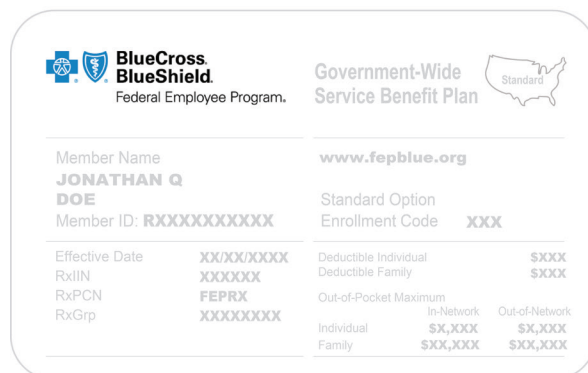 BlueCross.
BlueShield.
Federal Employee Program.
Government-Wide
Service Benefit Plan
Standard
Member Name
JONATHAN Q
DOE
Member ID: RXXXXXXXXXX
www.fepblue.org
Standard Option
Enrollment Code XXX
Effective Date XX/XX/XXXX
RxIIN XXXXXX
RxPCN FEPRX
RxGrp XXXXXXXX
Deductible Individual $XXX
Deductible Family $XXX
Out-of-Pocket Maximum
In-Network Out-of-Network
Individual $X,XXX $X,XXX
Family $XX,XXX $XX,XXX